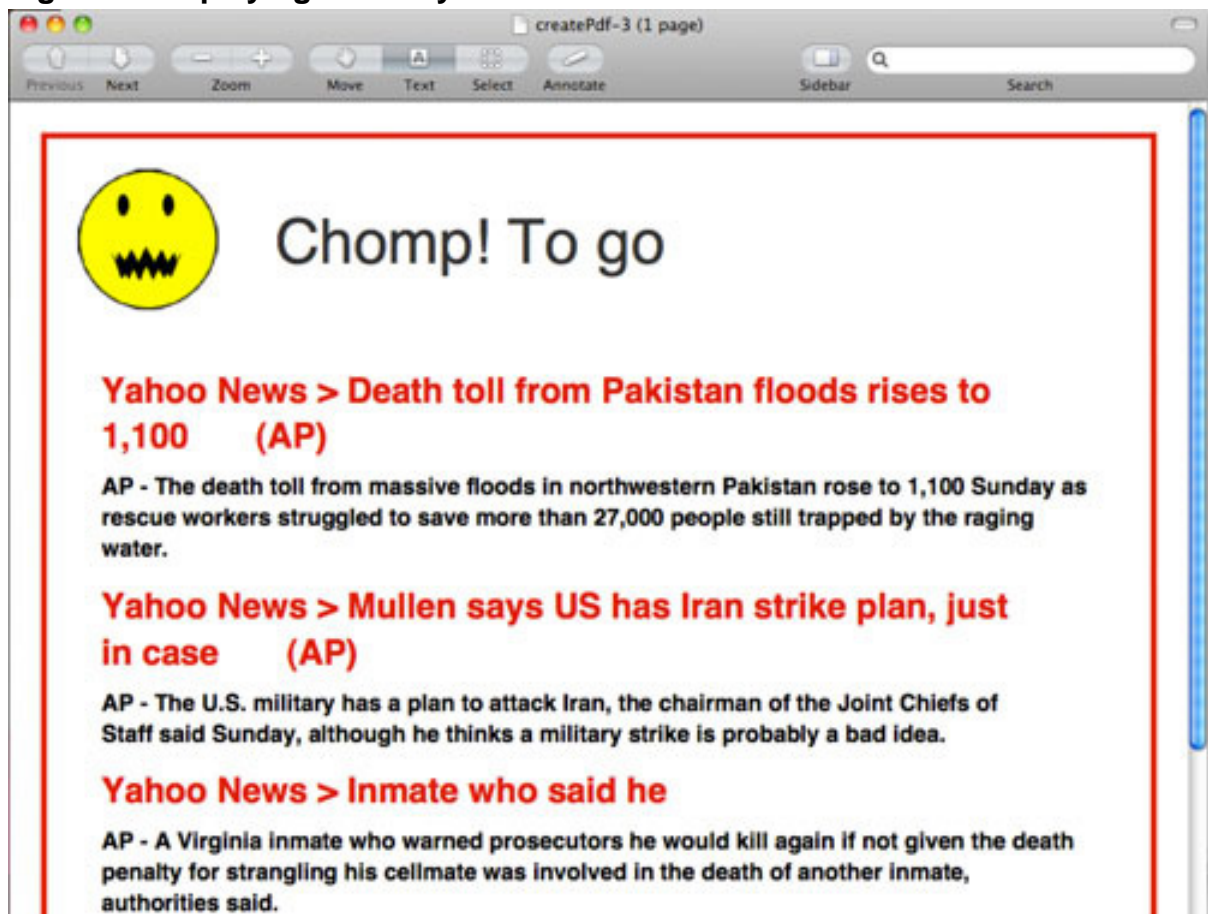 createPdf-3 (1 page)
Previous Next Zoom Move Text Select Annotate Sidebar Search
Chomp! To go
Yahoo News > Death toll from Pakistan floods rises to
1,100 (AP)
AP - The death toll from massive floods in northwestern Pakistan rose to 1,100 Sunday as
rescue workers struggled to save more than 27,000 people still trapped by the raging
water.
Yahoo News > Mullen says US has Iran strike plan, just
in case (AP)
AP - The U.S. military has a plan to attack Iran, the chairman of the Joint Chiefs of
Staff said Sunday, although he thinks a military strike is probably a bad idea.
Yahoo News > Inmate who said he
AP - A Virginia inmate who warned prosecutors he would kill again if not given the death
penalty for strangling his cellmate was involved in the death of another inmate,
authorities said.